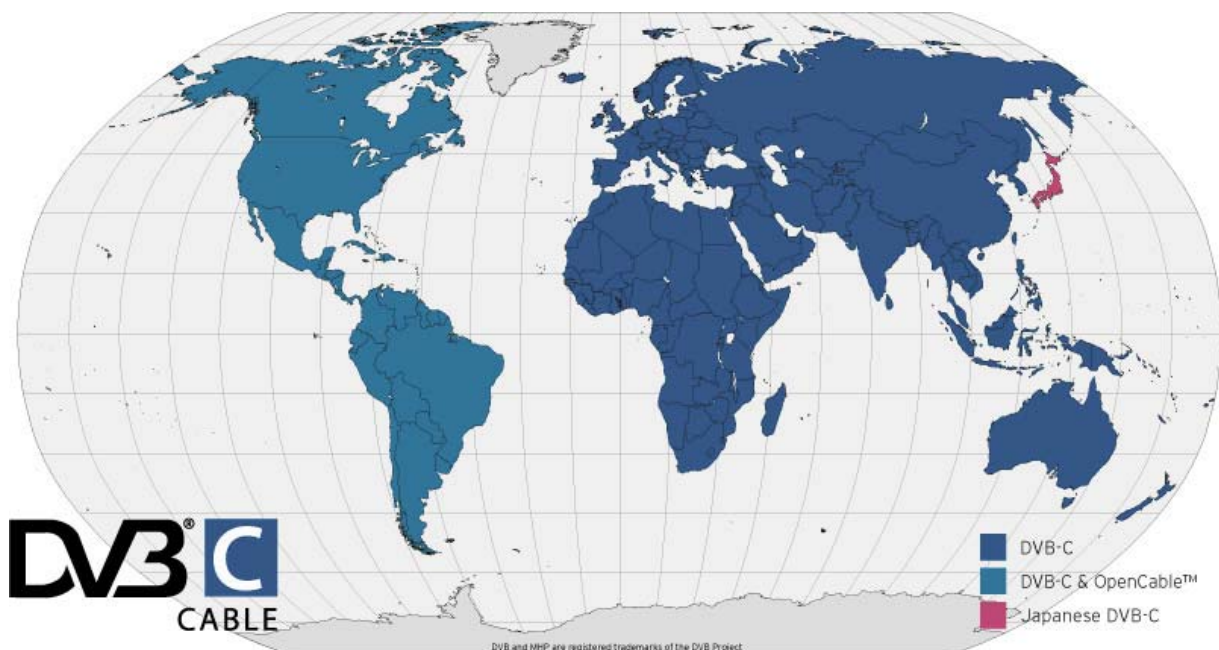 DVB® C
CABLE
DVB-C
DVB-C & OpenCable™
Japanese DVB-C
DVB and MHP are registered trademarks of the DVB Project